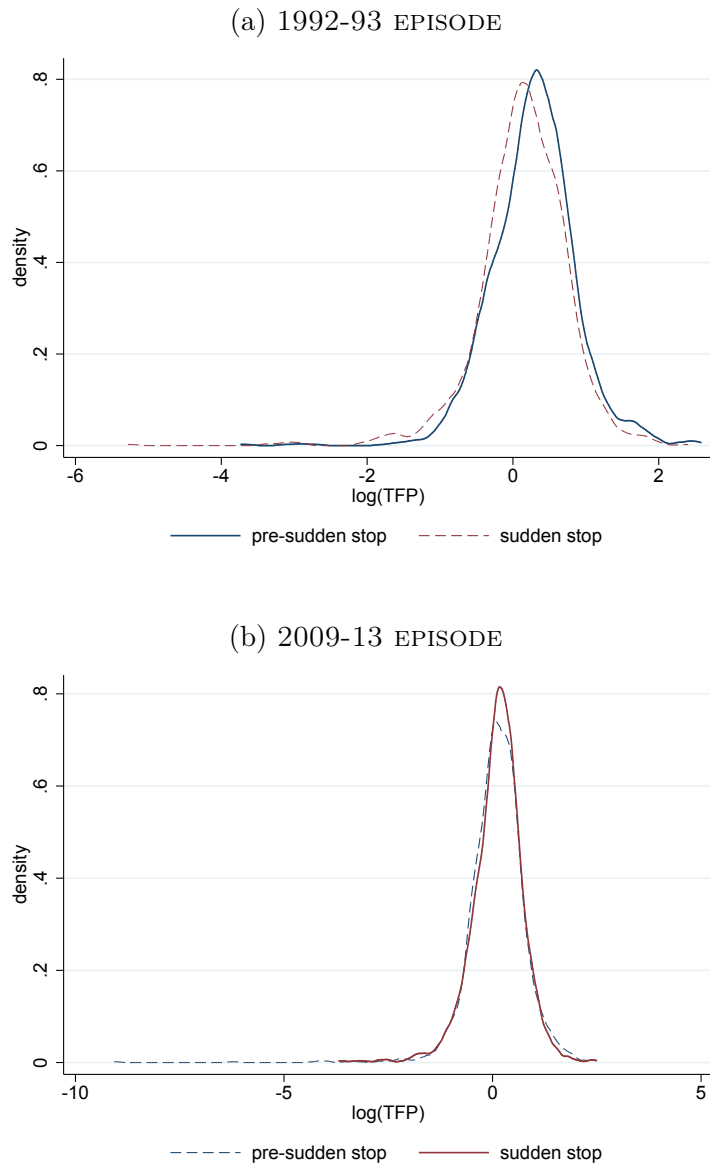 (a) 1992-93 EPISODE
.8
.6
.4
.2
0
density
-6
-4
-2
0
2
log(TFP)
pre-sudden stop
sudden stop
(b) 2009-13 EPISODE
.8
.6
.4
.2
0
density
-10
-5
0
5
log(TFP)
pre-sudden stop
sudden stop